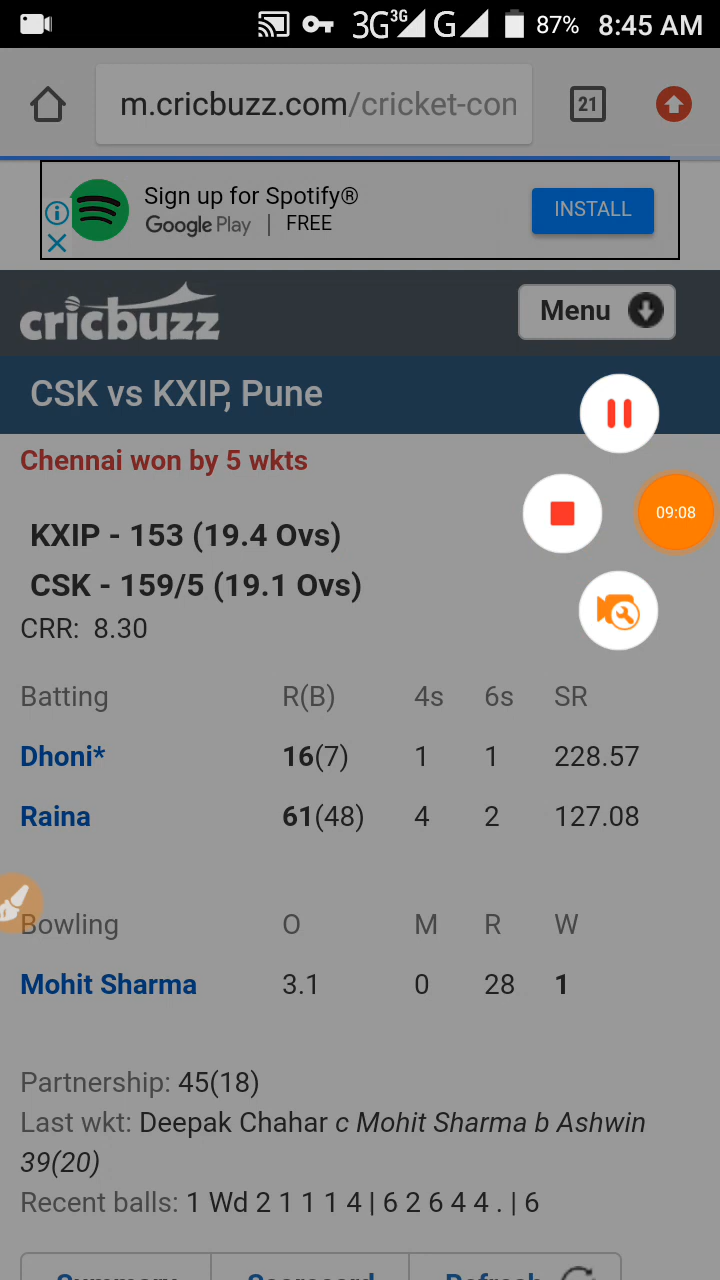 3G 3G G 87% 8:45 AM
m.cricbuzz.com/cricket-con
21
Sign up for Spotify®
Google Play | FREE
INSTALL
cricbuzz
Menu
CSK vs KXIP, Pune
Chennai won by 5 wkts
KXIP - 153 (19.4 Ovs)
09:08
CSK - 159/5 (19.1 Ovs)
CRR: 8.30
Batting R(B) 4s 6s SR
Dhoni* 16(7) 1 1 228.57
Raina 61(48) 4 2 127.08
Bowling O M R W
Mohit Sharma 3.1 0 28 1
Partnership: 45(18)
Last wkt: Deepak Chahar c Mohit Sharma b Ashwin
39(20)
Recent balls: 1 Wd 2 1 1 1 4 | 6 2 6 4 4 . | 6
Summary Scorecard Refresh